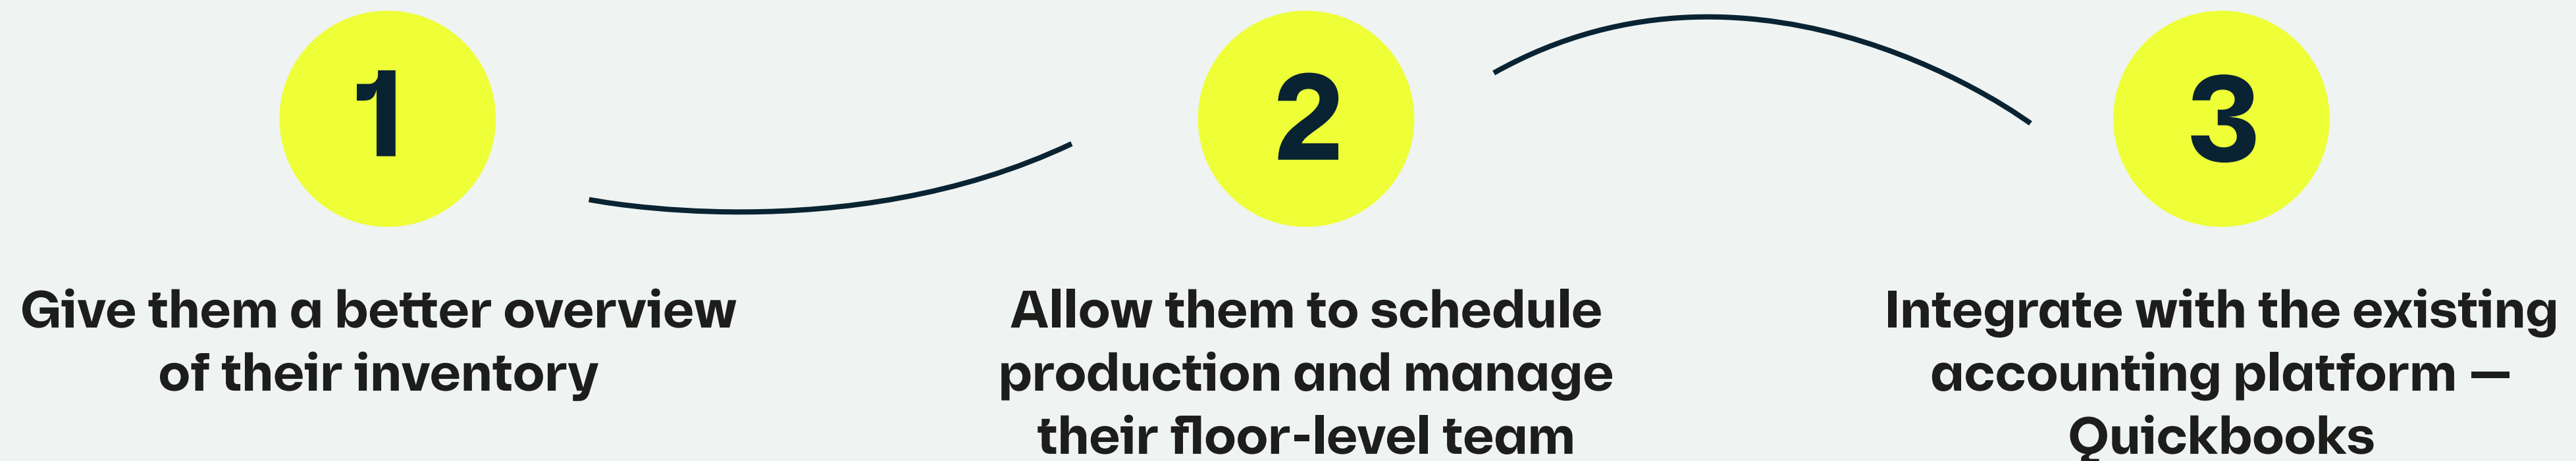 1
Give them a better overview
of their inventory
2
Allow them to schedule
production and manage
their floor-level team
3
Integrate with the existing
accounting platform —
Quickbooks